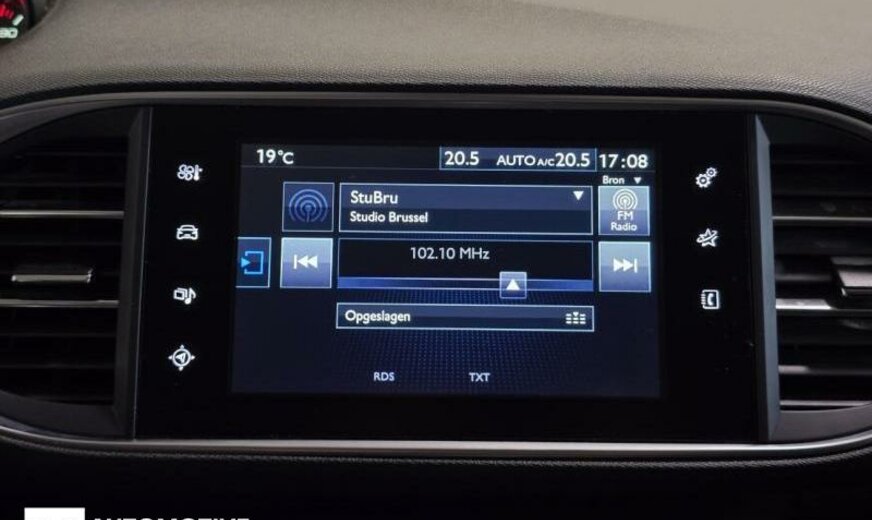 19°C 20.5 AUTO A/C 20.5 17:08
Bron
StuBru
Studio Brussel
FM
Radio
102.10 MHz
Opgeslagen
RDS TXT